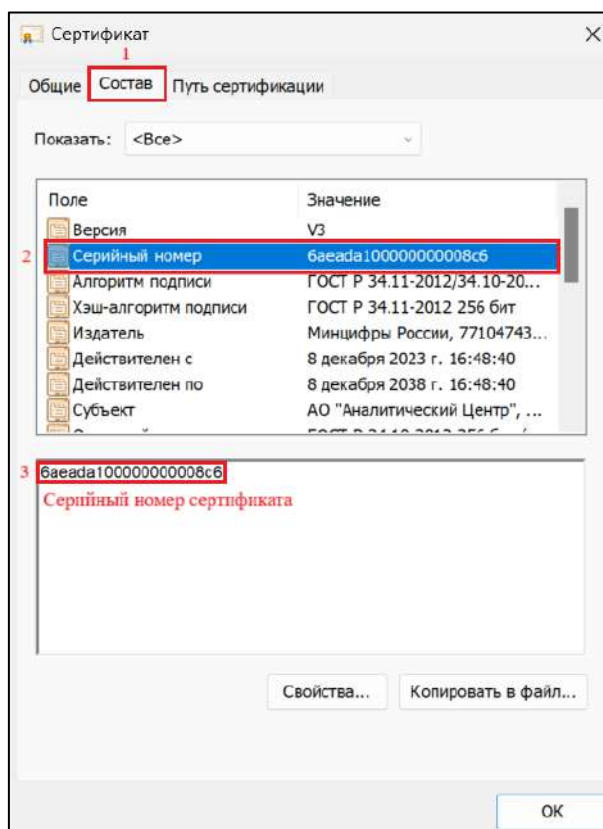 Сертификат
1
Общие Состав Путь сертификации
Показать: <Все>
Поле Значение
Версия V3
2 Серийный номер 6aeada100000000008c6
Алгоритм подписи ГОСТ Р 34.11-2012/34.10-20...
Хэш-алгоритм подписи ГОСТ Р 34.11-2012 256 бит
Издатель Минцифры России, 77104743...
Действителен с 8 декабря 2023 г. 16:48:40
Действителен по 8 декабря 2038 г. 16:48:40
Субъект АО "Аналитический Центр", ...
3 6aeada100000000008c6
Серийный номер сертификата
Свойства... Копировать в файл...
ОК